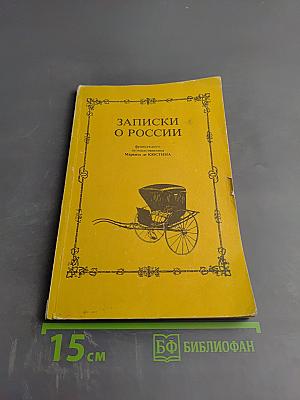 ЗАПИСКИ
О РОССИИ
французского
путешественника
Маркиза де КЮСТИНА
15 см
БФ БИБЛИОФАН